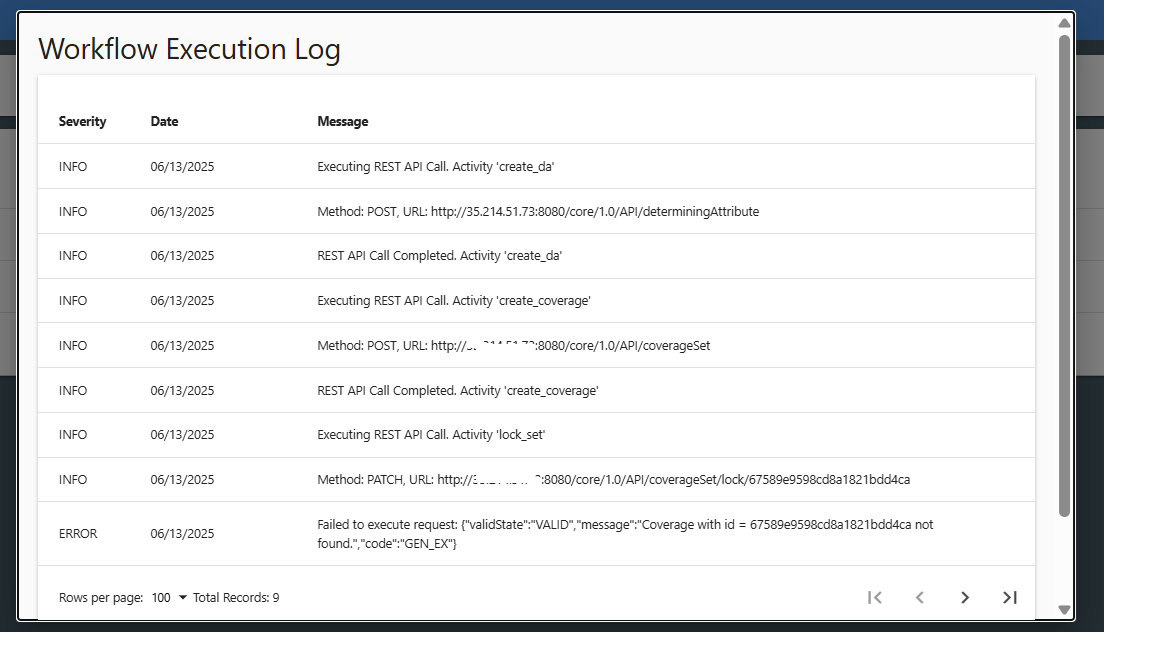 Workflow Execution Log
Severity Date Message
INFO 06/13/2025 Executing REST API Call. Activity 'create_da'
INFO 06/13/2025 Method: POST, URL: http://35.214.51.73:8080/core/1.0/API/determiningAttribute
INFO 06/13/2025 REST API Call Completed. Activity 'create_da'
INFO 06/13/2025 Executing REST API Call. Activity 'create_coverage'
INFO 06/13/2025 Method: POST, URL: http:// :8080/core/1.0/API/coverageSet
INFO 06/13/2025 REST API Call Completed. Activity 'create_coverage'
INFO 06/13/2025 Executing REST API Call. Activity 'lock_set'
INFO 06/13/2025 Method: PATCH, URL: http:// :8080/core/1.0/API/coverageSet/lock/67589e9598cd8a1821bdd4ca
ERROR 06/13/2025 Failed to execute request: {"validState":"VALID","message":"Coverage with id = 67589e9598cd8a1821bdd4ca not
found.","code":"GEN_EX"}
Rows per page: 100 Total Records: 9